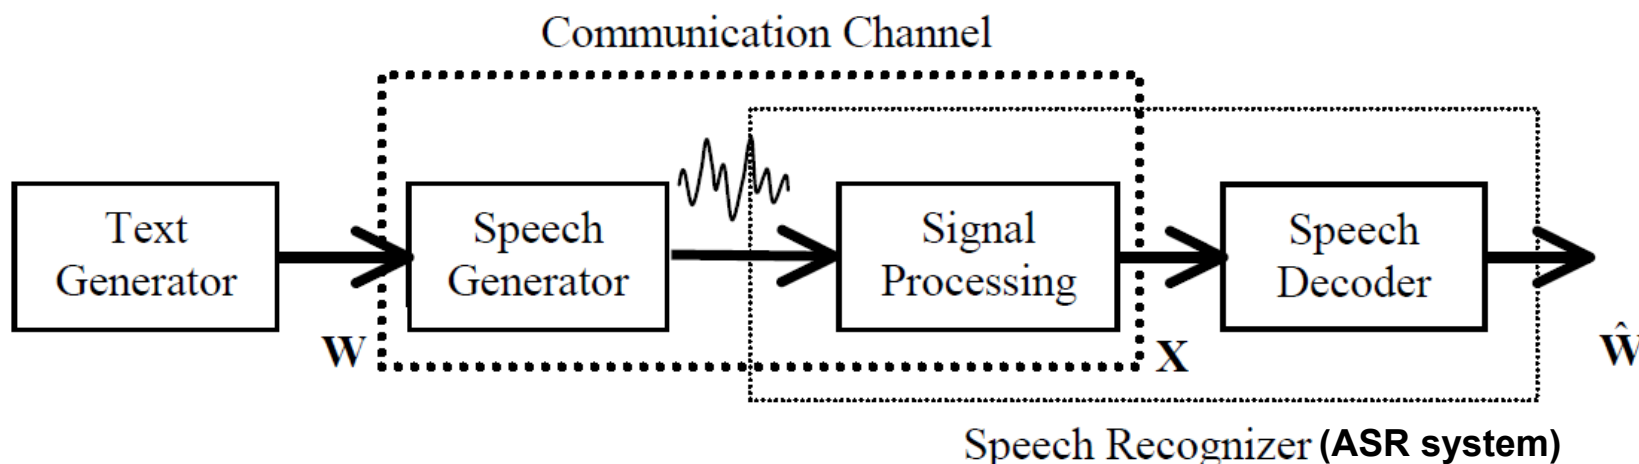 Communication Channel
Text
Generator
Speech
Generator
Signal
Processing
Speech
Decoder
W
X
Ŵ
Speech Recognizer (ASR system)